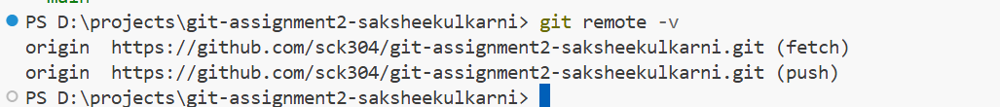 main
PS D:\projects\git-assignment2-saksheekulkarni> git remote -v
origin  https://github.com/sck304/git-assignment2-saksheekulkarni.git (fetch)
origin  https://github.com/sck304/git-assignment2-saksheekulkarni.git (push)
PS D:\projects\git-assignment2-saksheekulkarni>